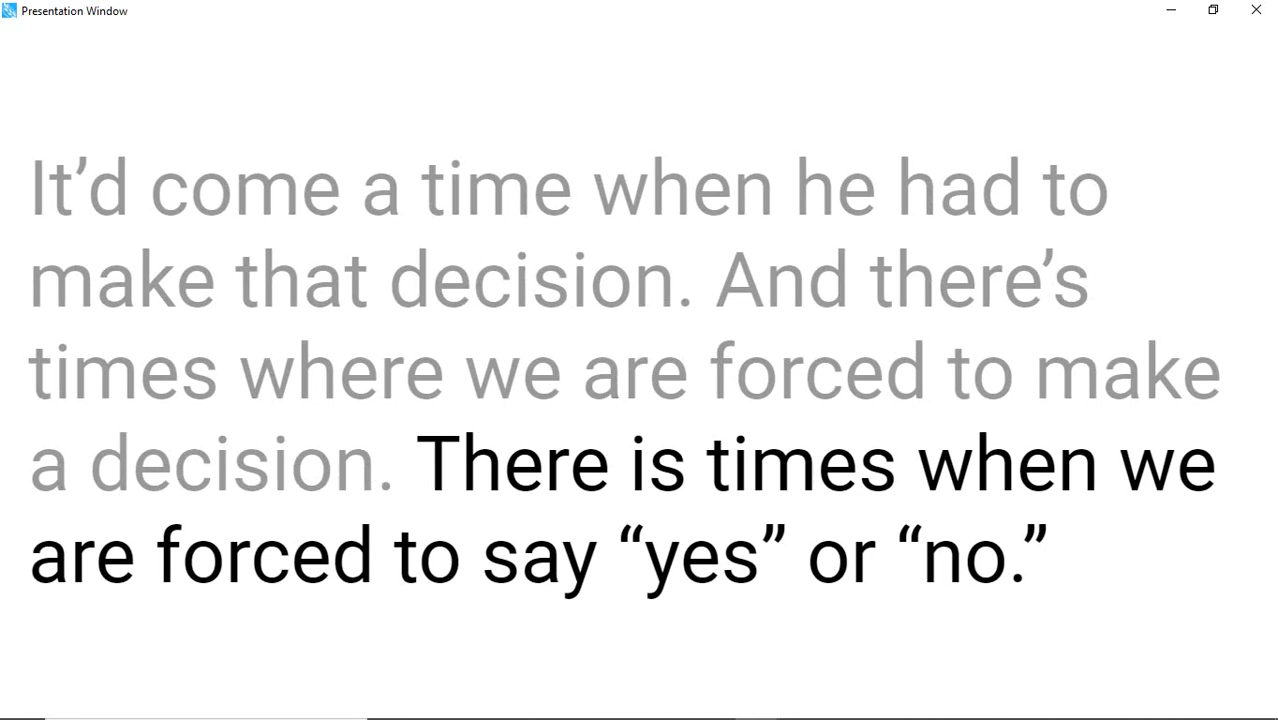 Presentation Window
It’d come a time when he had to
make that decision. And there’s
times where we are forced to make
a decision. There is times when we
are forced to say “yes” or “no.”